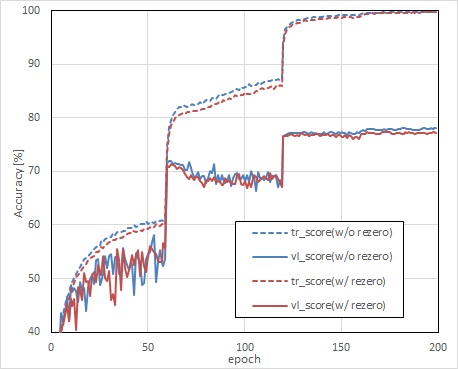 100
90
80
70
60
50
40
Accuracy [%]
tr_score(w/o rezero)
vl_score(w/o rezero)
tr_score(w/ rezero)
vl_score(w/ rezero)
0
50
100
150
200
epoch